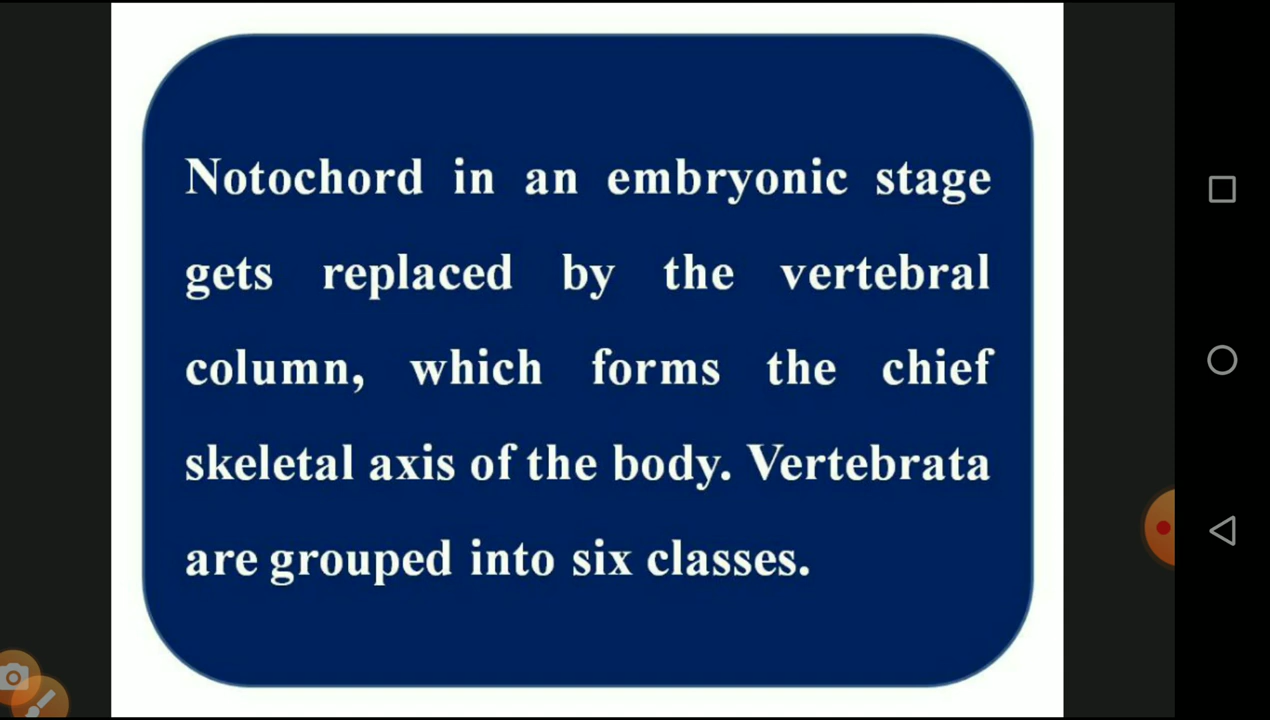 Notochord in an embryonic stage
gets replaced by the vertebral
column, which forms the chief
skeletal axis of the body. Vertebrata
are grouped into six classes.